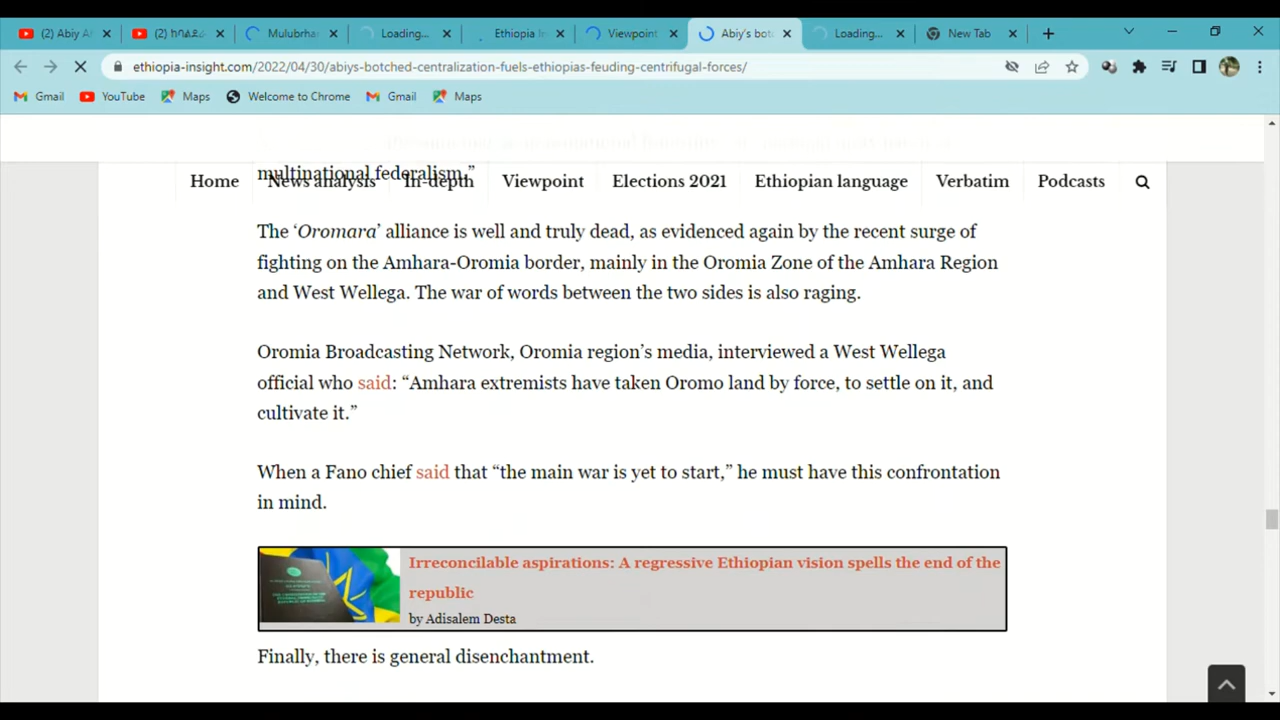 (2) Abiy A
(2) ከባልደራ
Mulubrha
Loading...
Ethiopia In
Viewpoint
Abiy's bot
Loading...
New Tab
ethiopia-insight.com/2022/04/30/abiys-botched-centralization-fuels-ethiopias-feuding-centrifugal-forces/
Gmail YouTube Maps Welcome to Chrome Gmail Maps
multinational federalism."
Home News analysis In-depth Viewpoint Elections 2021 Ethiopian language Verbatim Podcasts
The ‘Oromara’ alliance is well and truly dead, as evidenced again by the recent surge of
fighting on the Amhara-Oromia border, mainly in the Oromia Zone of the Amhara Region
and West Wellega. The war of words between the two sides is also raging.
Oromia Broadcasting Network, Oromia region’s media, interviewed a West Wellega
official who said: “Amhara extremists have taken Oromo land by force, to settle on it, and
cultivate it.”
When a Fano chief said that “the main war is yet to start,” he must have this confrontation
in mind.
Irreconcilable aspirations: A regressive Ethiopian vision spells the end of the
republic
by Adisalem Desta
Finally, there is general disenchantment.